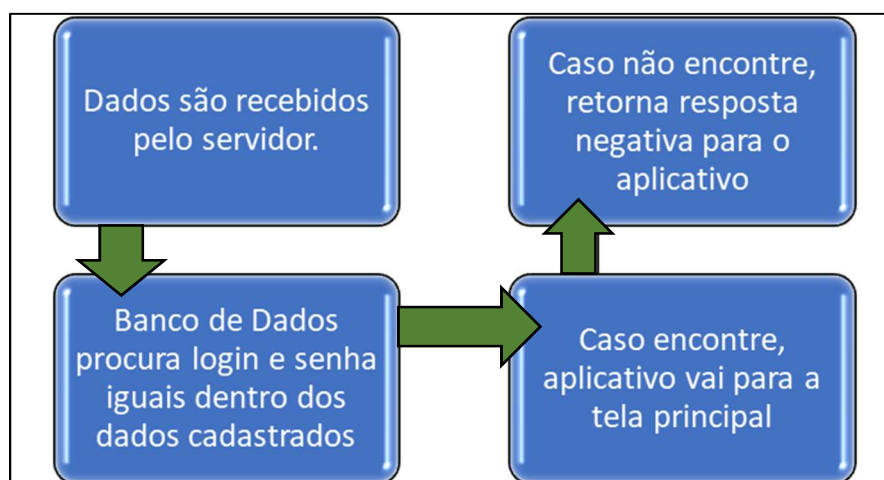 Dados são recebidos
pelo servidor.
Banco de Dados
procura login e senha
iguais dentro dos
dados cadastrados
Caso encontre,
aplicativo vai para a
tela principal
Caso não encontre,
retorna resposta
negativa para o
aplicativo